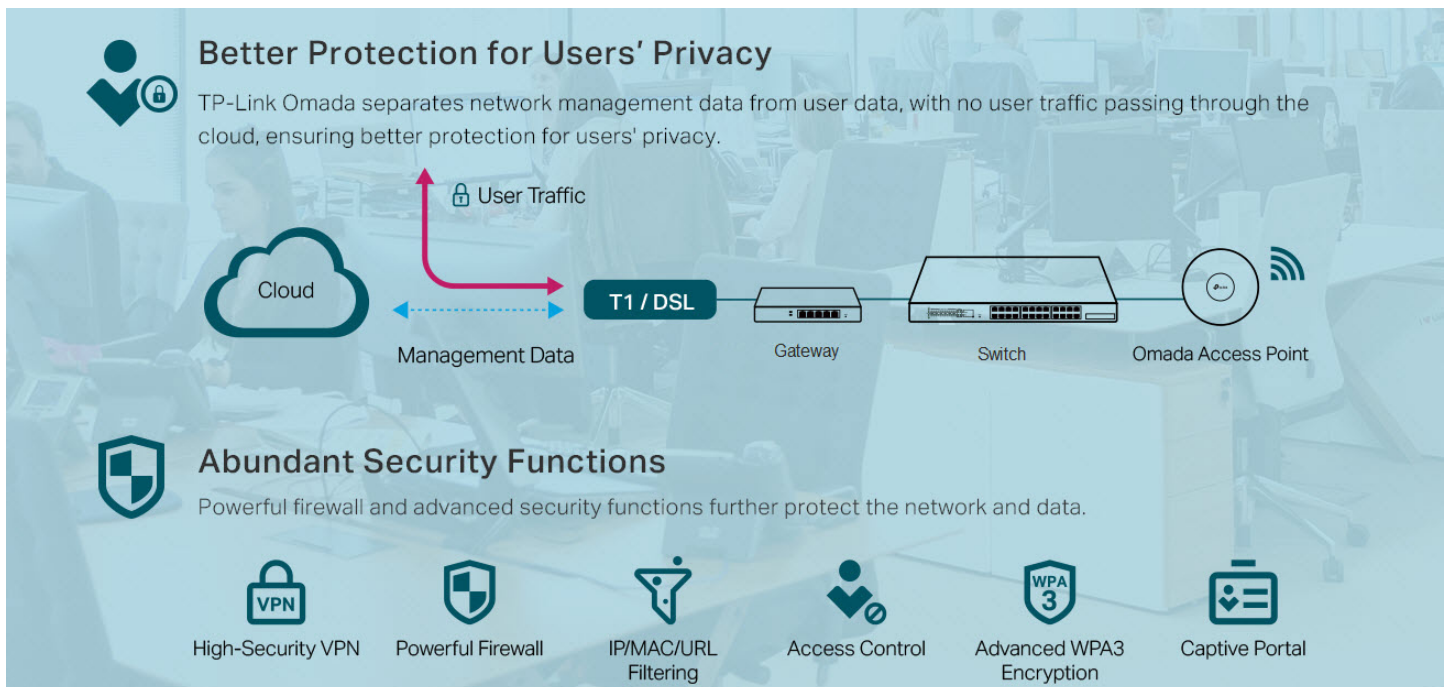 Better Protection for Users' Privacy
TP-Link Omada separates network management data from user data, with no user traffic passing through the
cloud, ensuring better protection for users' privacy.
User Traffic
Cloud
T1 / DSL
Management Data
Gateway
Switch
Omada Access Point
Abundant Security Functions
Powerful firewall and advanced security functions further protect the network and data.
VPN
WPA
3
High-Security VPN
Powerful Firewall
IP/MAC/URL
Filtering
Access Control
Advanced WPA3
Encryption
Captive Portal